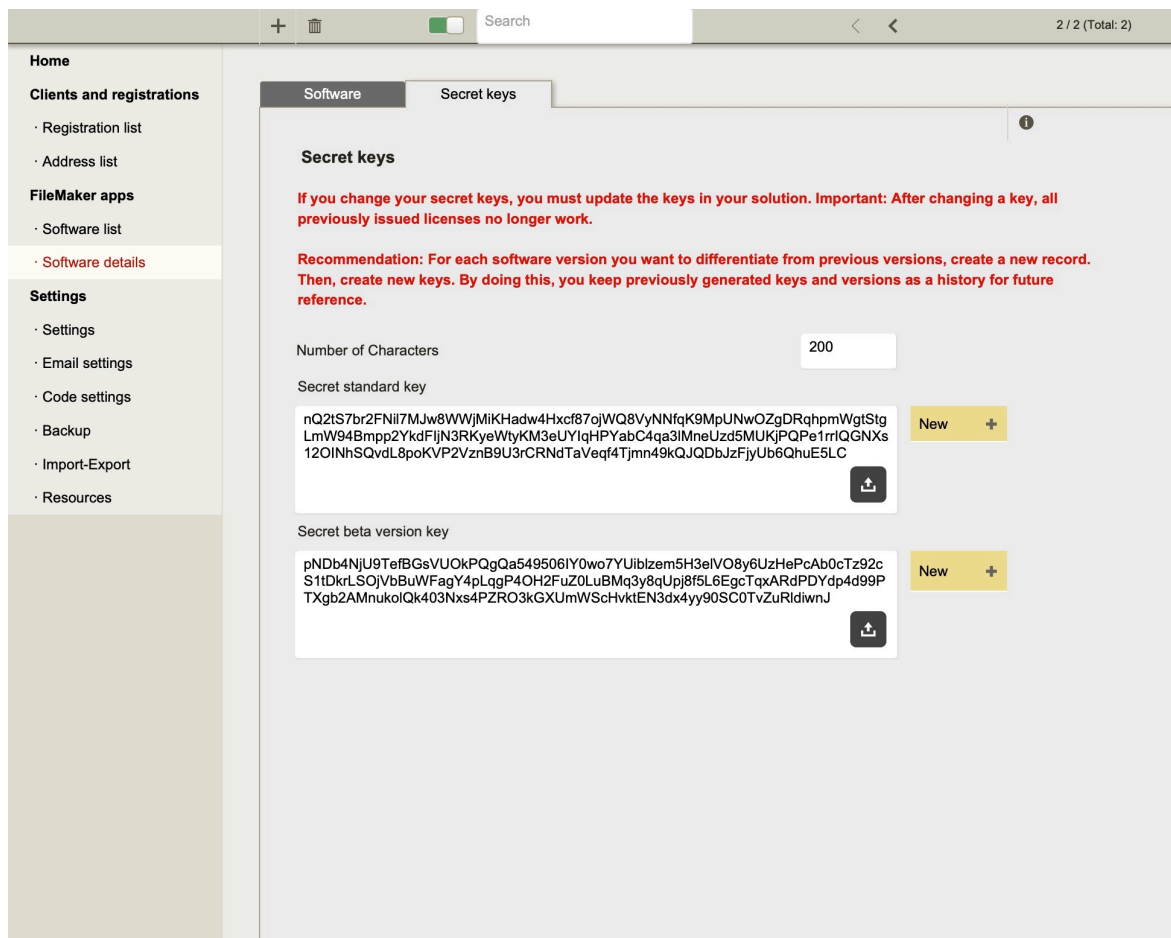 Search
2 / 2 (Total: 2)
Home
Clients and registrations
· Registration list
· Address list
FileMaker apps
· Software list
· Software details
Settings
· Settings
· Email settings
· Code settings
· Backup
· Import-Export
· Resources
Software
Secret keys
Secret keys
If you change your secret keys, you must update the keys in your solution. Important: After changing a key, all
previously issued licenses no longer work.
Recommendation: For each software version you want to differentiate from previous versions, create a new record.
Then, create new keys. By doing this, you keep previously generated keys and versions as a history for future
reference.
Number of Characters
200
Secret standard key
nQ2tS7br2FNil7MJw8WWjMiKHadw4Hxcf87ojWQ8VyNNfqK9MpUNwOZgDRqhpmWgtStg
LmW94Bmpp2YkdFIjN3RKyeWtyKM3eUYIqHPYabC4qa3lMneUzd5MUKjPQPe1rrIQGNXs
12OINhSQvdL8poKVP2VznB9U3rCRNdTaVeqf4Tjmn49kQJQDbJzFjyUb6QhuE5LC
New
Secret beta version key
pNDb4NjU9TefBGsVUOkPQgQa549506IY0wo7YUiblzem5H3elVO8y6UzHePcAb0cTz92c
S1tDkrLSOjVbBuWFagY4pLqgP4OH2FuZ0LuBMq3y8qUpj8f5L6EgcTqxARdPDYdp4d99P
TXgb2AMnukolQk403Nxs4PZRO3kGXUmWScHvktEN3dx4yy90SC0TvZuRldiwnJ
New